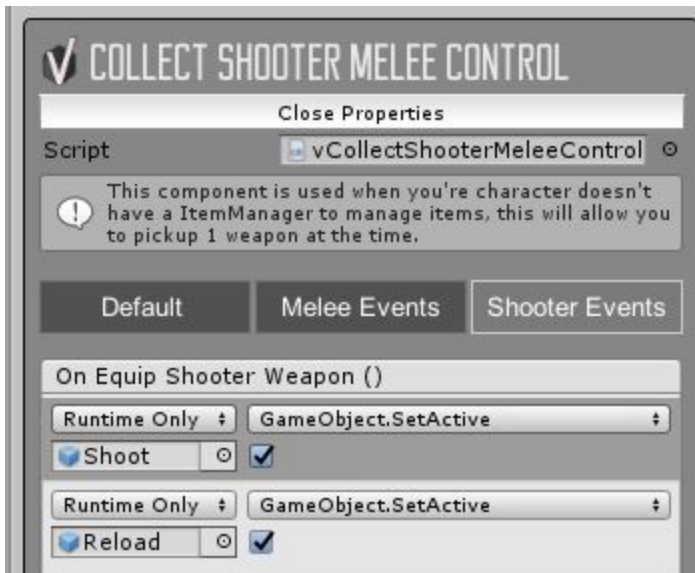 COLLECT SHOOTER MELEE CONTROL
Close Properties
Script vCollectShooterMeleeControl
This component is used when you're character doesn't
have a ItemManager to manage items, this will allow you
to pickup 1 weapon at the time.
Default Melee Events Shooter Events
On Equip Shooter Weapon ()
Runtime Only GameObject.SetActive
Shoot
Runtime Only GameObject.SetActive
Reload